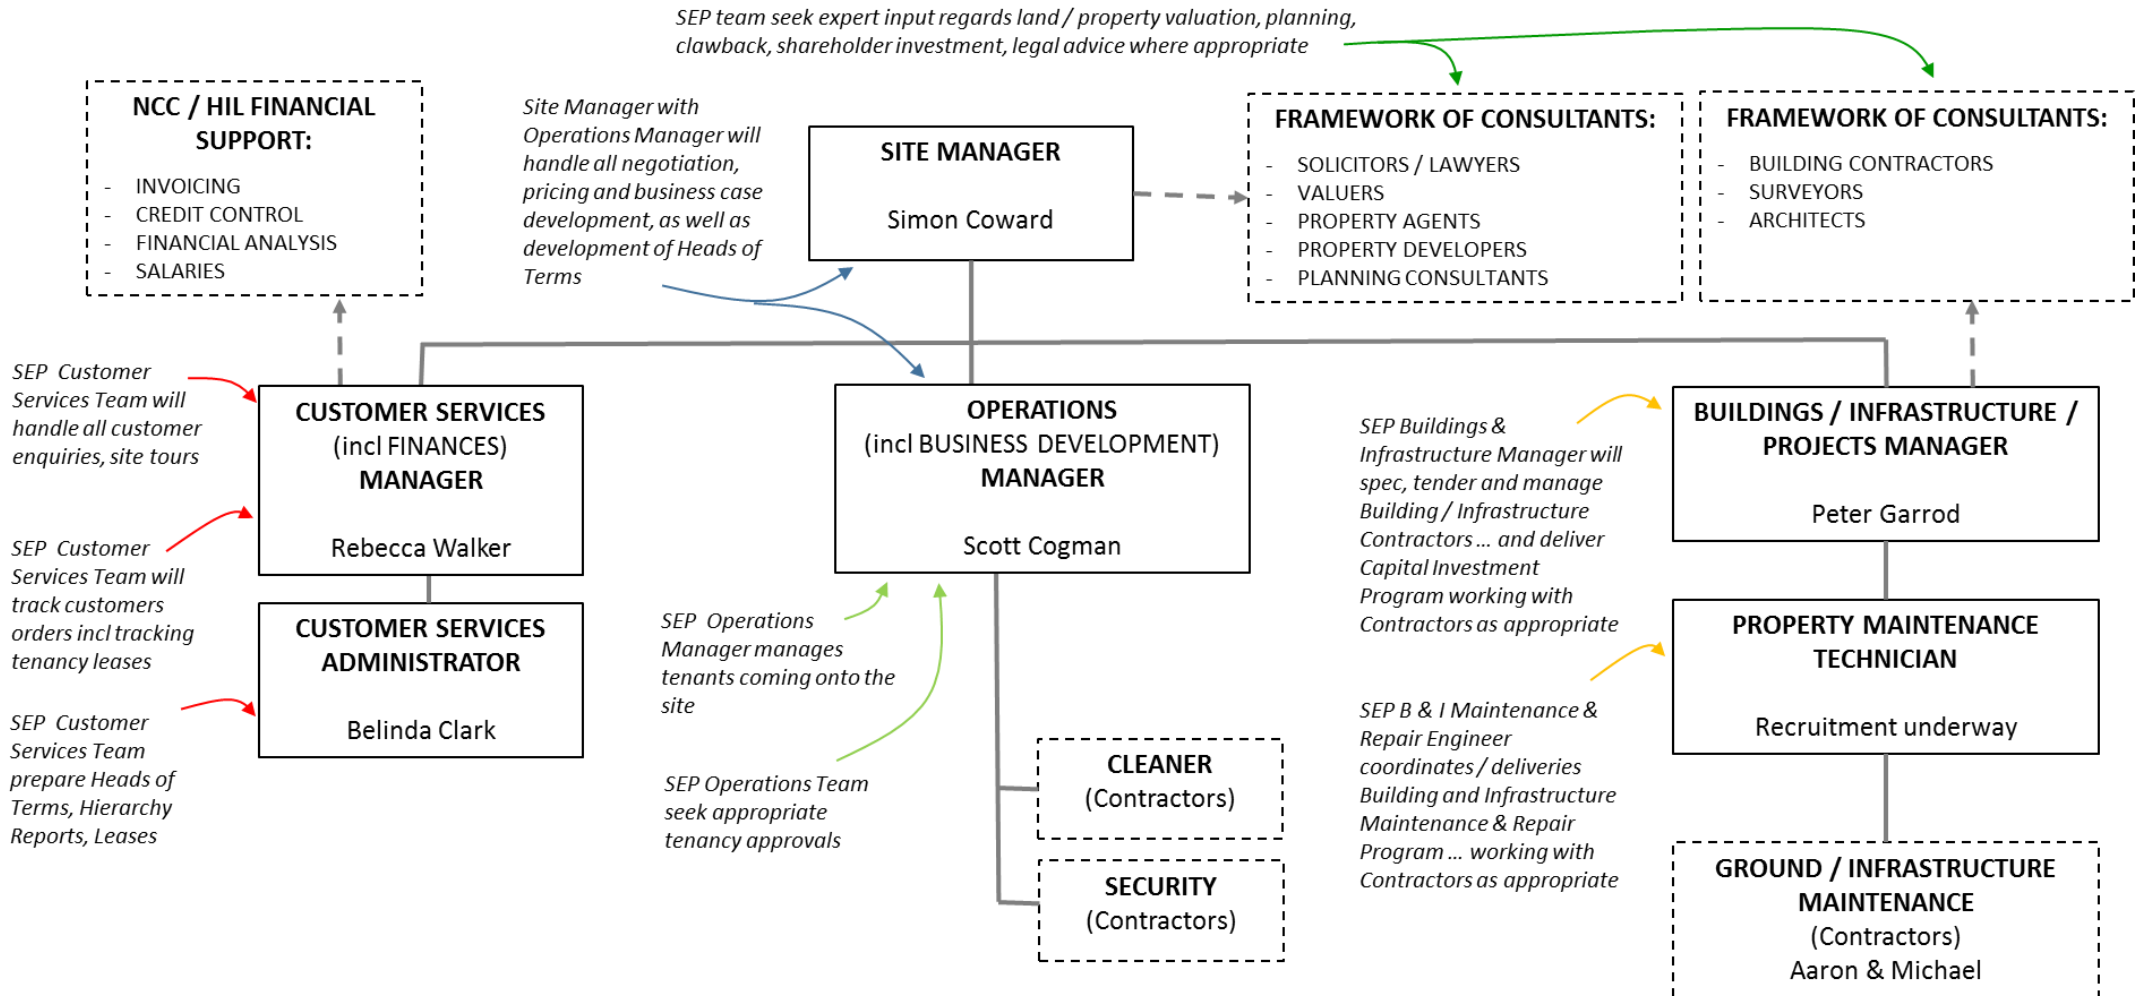 SEP team seek expert input regards land / property valuation, planning,
clawback, shareholder investment, legal advice where appropriate
NCC / HIL FINANCIAL
SUPPORT:
- INVOICING
- CREDIT CONTROL
- FINANCIAL ANALYSIS
- SALARIES
Site Manager with
Operations Manager will
handle all negotiation,
pricing and business case
development, as well as
development of Heads of
Terms
SITE MANAGER
Simon Coward
FRAMEWORK OF CONSULTANTS:
- SOLICITORS / LAWYERS
- VALUERS
- PROPERTY AGENTS
- PROPERTY DEVELOPERS
- PLANNING CONSULTANTS
FRAMEWORK OF CONSULTANTS:
- BUILDING CONTRACTORS
- SURVEYORS
- ARCHITECTS
SEP Customer
Services Team will
handle all customer
enquiries, site tours
SEP Customer
Services Team will
track customers
orders incl tracking
tenancy leases
SEP Customer
Services Team
prepare Heads of
Terms, Hierarchy
Reports, Leases
CUSTOMER SERVICES
(incl FINANCES)
MANAGER
Rebecca Walker
CUSTOMER SERVICES
ADMINISTRATOR
Belinda Clark
OPERATIONS
(incl BUSINESS DEVELOPMENT)
MANAGER
Scott Cogman
SEP Operations
Manager manages
tenants coming onto the
site
SEP Operations Team
seek appropriate
tenancy approvals
CLEANER
(Contractors)
SECURITY
(Contractors)
SEP Buildings &
Infrastructure Manager will
spec, tender and manage
Building / Infrastructure
Contractors ... and deliver
Capital Investment
Program working with
Contractors as appropriate
SEP B & I Maintenance &
Repair Engineer
coordinates / deliveries
Building and Infrastructure
Maintenance & Repair
Program ... working with
Contractors as appropriate
BUILDINGS / INFRASTRUCTURE /
PROJECTS MANAGER
Peter Garrod
PROPERTY MAINTENANCE
TECHNICIAN
Recruitment underway
GROUND / INFRASTRUCTURE
MAINTENANCE
(Contractors)
Aaron & Michael